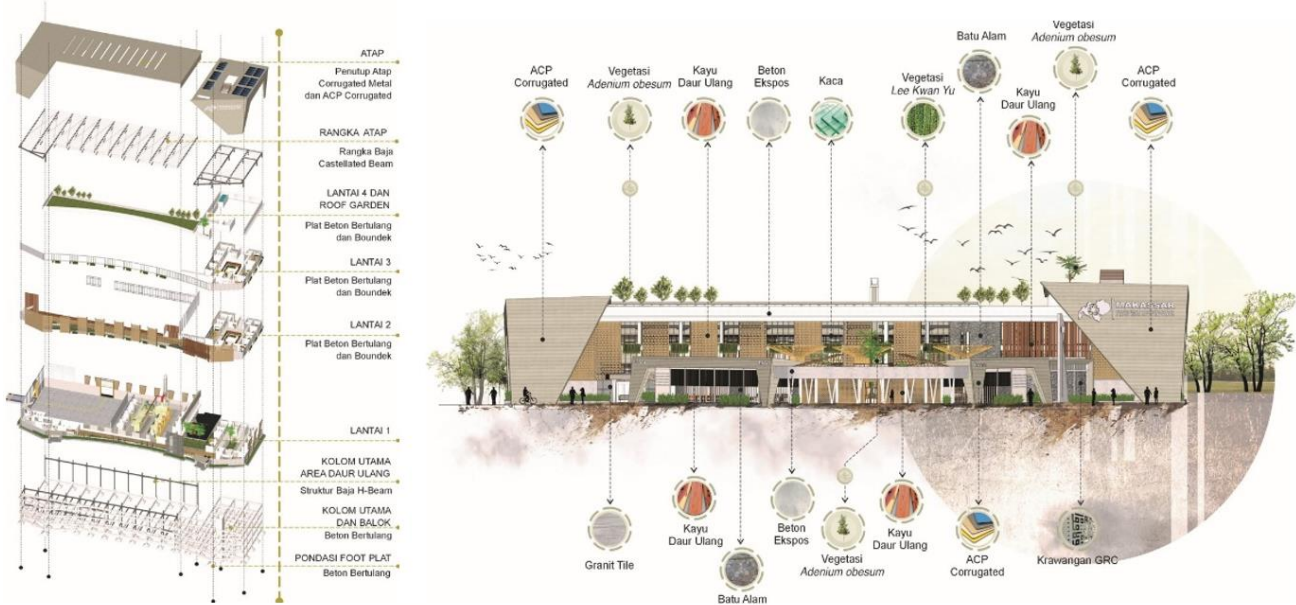 ATAP
Penutup Atap
Corrugated Metal
dan ACP Corrugated
RANGKA ATAP
Rangka Baja
Castellated Beam
LANTAI 4 DAN
ROOF GARDEN
Plat Beton Bertulang
dan Boundek
LANTAI 3
Plat Beton Bertulang
dan Boundek
LANTAI 2
Plat Beton Bertulang
dan Boundek
LANTAI 1
KOLOM UTAMA
AREA DAUR ULANG
Struktur Baja H-Beam
KOLOM UTAMA
DAN BALOK
Beton Bertulang
PONDASI FOOT PLAT
Beton Bertulang
ACP
Corrugated
Vegetasi
Adenium obesum
Kayu
Daur Ulang
Beton
Ekspos
Kaca
Vegetasi
Lee Kwan Yu
Batu Alam
Kayu
Daur Ulang
Vegetasi
Adenium obesum
ACP
Corrugated
MAKASSAR
Granit Tile
Kayu
Daur Ulang
Batu Alam
Beton
Ekspos
Vegetasi
Adenium obesum
Kayu
Daur Ulang
ACP
Corrugated
Krawangan GRC